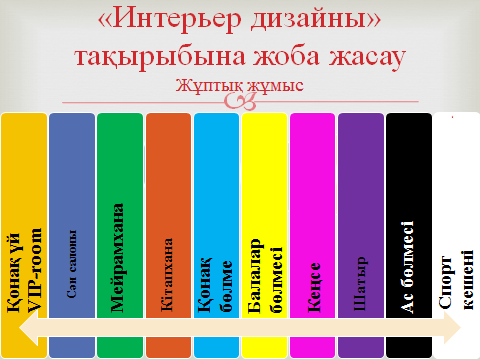 «Интерьер дизайны»
тақырыбына жоба жасау
Жұптық жұмыс
Қонақ үй
VIP-room
Сән салоны
Мейрамхана
Кітапхана
Қонақ
бөлме
Балалар
бөлмесі
Кеңсе
Шатыр
Ас бөлмесі
Спорт
кешені